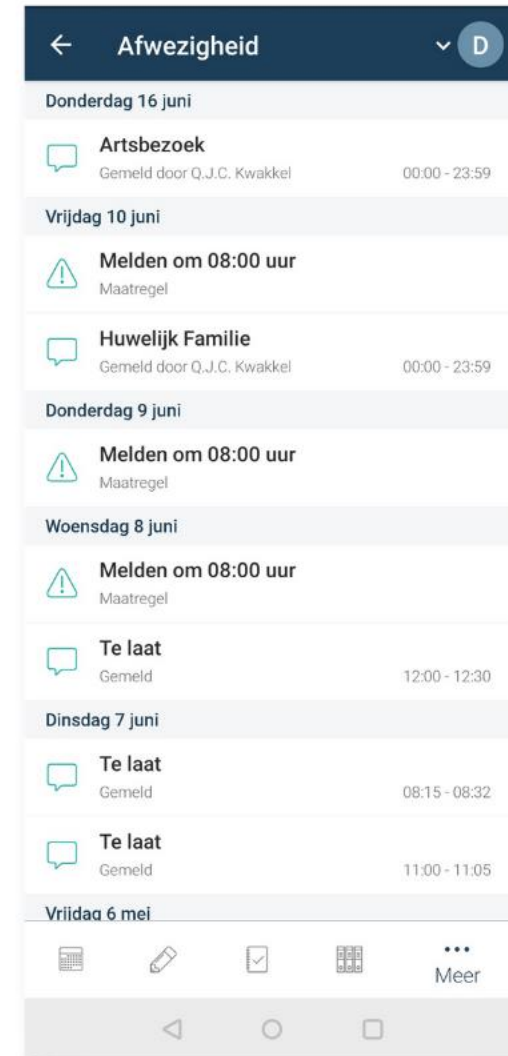 Afwezigheid
D
Donderdag 16 juni
Artsbezoek
Gemeld door Q.J.C. Kwakkel 00:00 - 23:59
Vrijdag 10 juni
Melden om 08:00 uur
Maatregel
Huwelijk Familie
Gemeld door Q.J.C. Kwakkel 00:00 - 23:59
Donderdag 9 juni
Melden om 08:00 uur
Maatregel
Woensdag 8 juni
Melden om 08:00 uur
Maatregel
Te laat
Gemeld 12:00 - 12:30
Dinsdag 7 juni
Te laat
Gemeld 08:15 - 08:32
Te laat
Gemeld 11:00 - 11:05
Vrijdag 6 mei
Meer